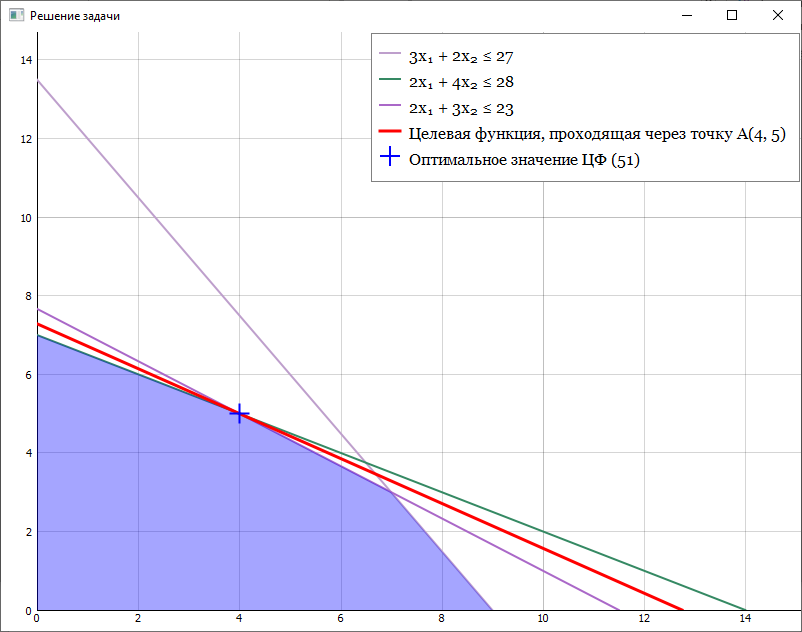 Решение задачи
3x₁ + 2x₂ ≤ 27
2x₁ + 4x₂ ≤ 28
2x₁ + 3x₂ ≤ 23
Целевая функция, проходящая через точку A(4, 5)
Оптимальное значение ЦФ (51)
14
12
10
8
6
4
2
0
0 2 4 6 8 10 12 14